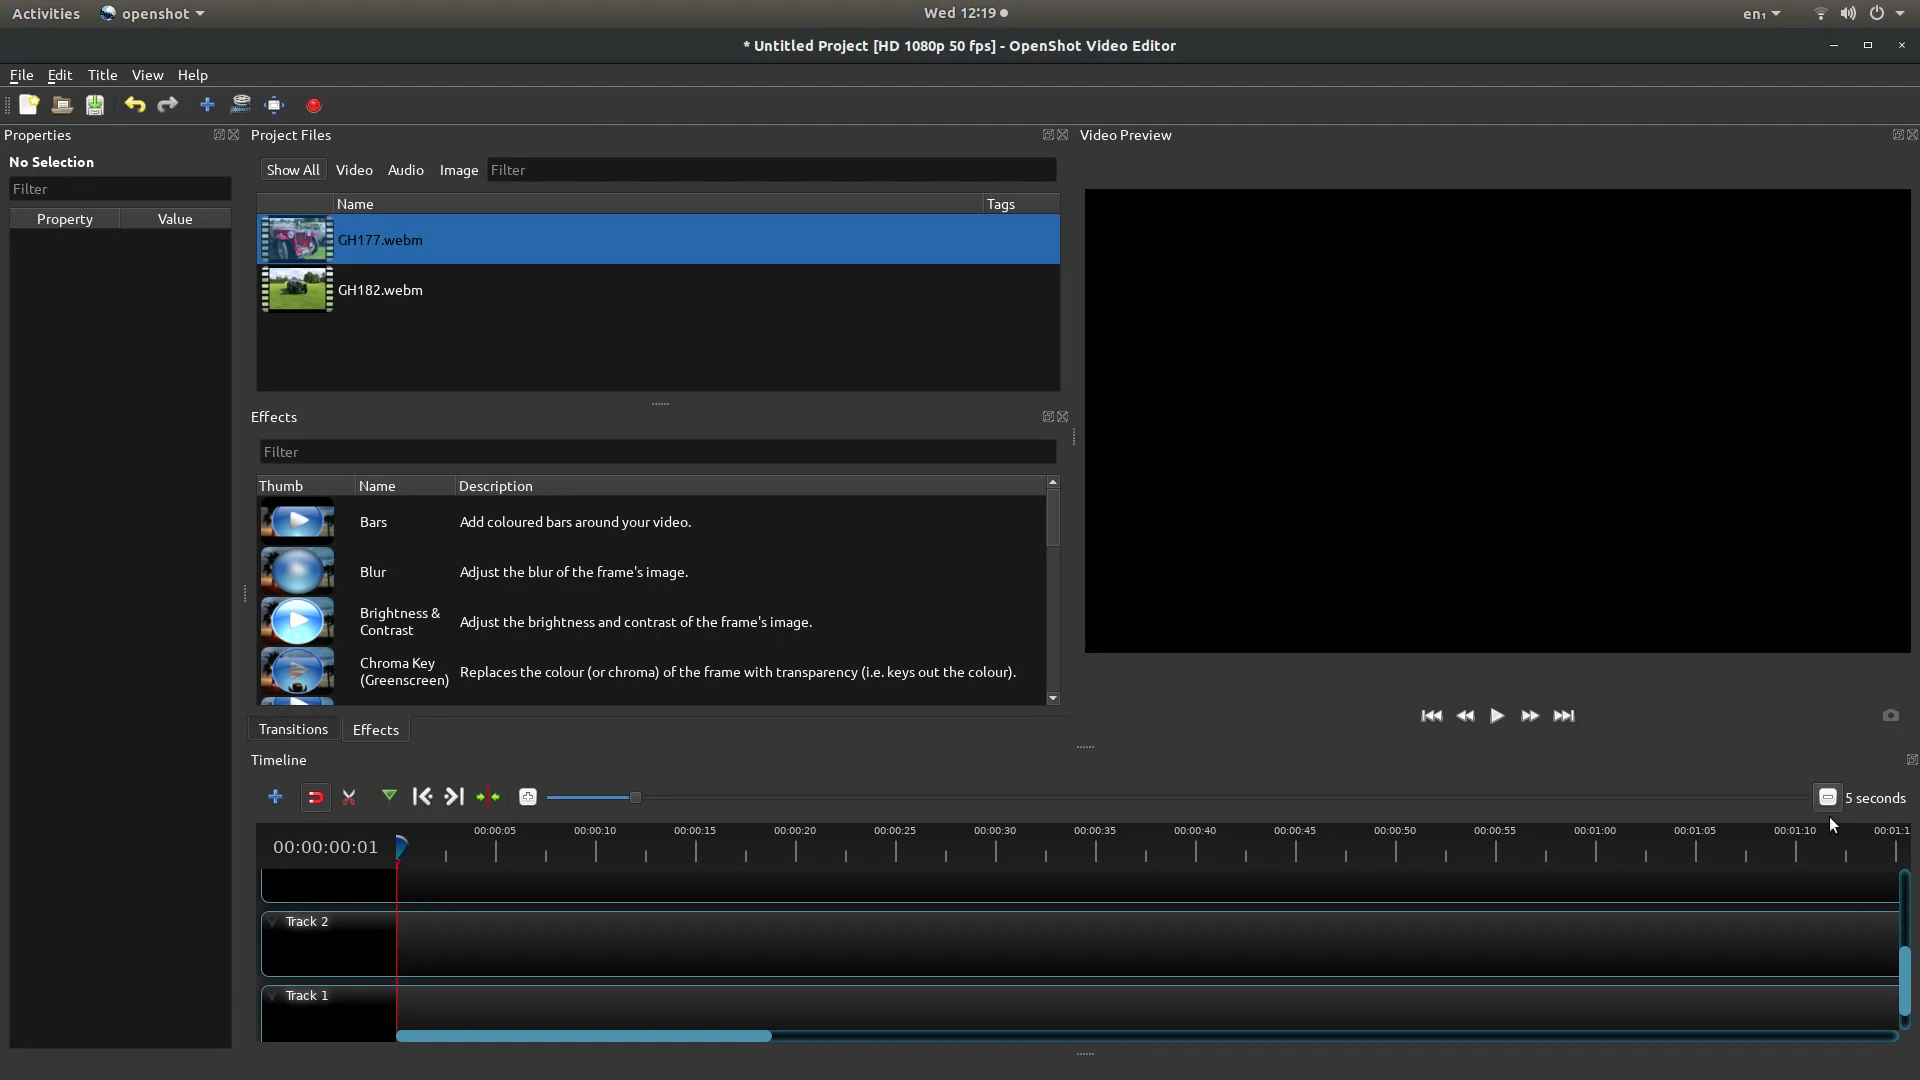 Activities openshot Wed 12:19 en₁
* Untitled Project [HD 1080p 50 fps] - OpenShot Video Editor
File Edit Title View Help
Properties
No Selection
Filter
Property Value
Project Files
Show All Video Audio Image Filter
Name Tags
GH177.webm
GH182.webm
Effects
Filter
Thumb Name Description
Bars Add coloured bars around your video.
Blur Adjust the blur of the frame's image.
Brightness &
Contrast
Adjust the brightness and contrast of the frame's image.
Chroma Key
(Greenscreen)
Replaces the colour (or chroma) of the frame with transparency (i.e. keys out the colour).
Transitions Effects
Video Preview
Timeline
5 seconds
00:00:05 00:00:10 00:00:15 00:00:20 00:00:25 00:00:30 00:00:35 00:00:40 00:00:45 00:00:50 00:00:55 00:01:00 00:01:05 00:01:10 00:01:1
00:00:00:01
Track 2
Track 1